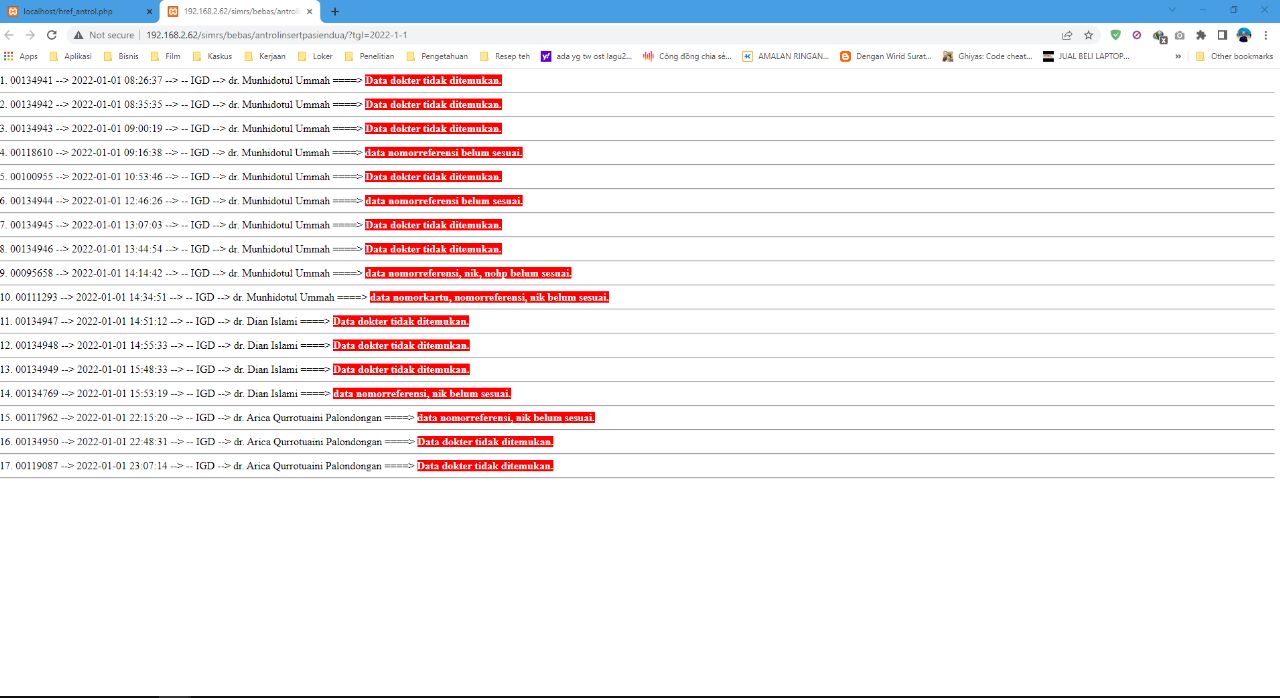 localhost/href_antrol.php
192.168.2.62/simrs/bebas/antroli
Not secure | 192.168.2.62/simrs/bebas/antrolinsertpasiendua/?tgl=2022-1-1
Apps Aplikasi Bisnis Film Kaskus Kerjaan Loker Penelitian Pengetahuan Resep teh ada yg tw ost lagu2... Cộng đồng chia sẻ... AMALAN RINGAN... Dengan Wirid Surat... Ghiyas: Code cheat... JUAL BELI LAPTOP... » Other bookmarks
1. 00134941 --> 2022-01-01 08:26:37 --> -- IGD --> dr. Munhidotul Ummah ====> Data dokter tidak ditemukan.
2. 00134942 --> 2022-01-01 08:35:35 --> -- IGD --> dr. Munhidotul Ummah ====> Data dokter tidak ditemukan.
3. 00134943 --> 2022-01-01 09:00:19 --> -- IGD --> dr. Munhidotul Ummah ====> Data dokter tidak ditemukan.
4. 00118610 --> 2022-01-01 09:16:38 --> -- IGD --> dr. Munhidotul Ummah ====> data nomorreferensi belum sesuai.
5. 00100955 --> 2022-01-01 10:53:46 --> -- IGD --> dr. Munhidotul Ummah ====> Data dokter tidak ditemukan.
6. 00134944 --> 2022-01-01 12:46:26 --> -- IGD --> dr. Munhidotul Ummah ====> data nomorreferensi belum sesuai.
7. 00134945 --> 2022-01-01 13:07:03 --> -- IGD --> dr. Munhidotul Ummah ====> Data dokter tidak ditemukan.
8. 00134946 --> 2022-01-01 13:44:54 --> -- IGD --> dr. Munhidotul Ummah ====> Data dokter tidak ditemukan.
9. 00095658 --> 2022-01-01 14:14:42 --> -- IGD --> dr. Munhidotul Ummah ====> data nomorreferensi, nik, nohp belum sesuai.
10. 00111293 --> 2022-01-01 14:34:51 --> -- IGD --> dr. Munhidotul Ummah ====> data nomorkartu, nomorreferensi, nik belum sesuai.
11. 00134947 --> 2022-01-01 14:51:12 --> -- IGD --> dr. Dian Islami ====> Data dokter tidak ditemukan.
12. 00134948 --> 2022-01-01 14:55:33 --> -- IGD --> dr. Dian Islami ====> Data dokter tidak ditemukan.
13. 00134949 --> 2022-01-01 15:48:33 --> -- IGD --> dr. Dian Islami ====> Data dokter tidak ditemukan.
14. 00134769 --> 2022-01-01 15:53:19 --> -- IGD --> dr. Dian Islami ====> data nomorreferensi, nik belum sesuai.
15. 00117962 --> 2022-01-01 22:15:20 --> -- IGD --> dr. Arica Qurrotuaini Palondongan ====> data nomorreferensi, nik belum sesuai.
16. 00134950 --> 2022-01-01 22:48:31 --> -- IGD --> dr. Arica Qurrotuaini Palondongan ====> Data dokter tidak ditemukan.
17. 00119087 --> 2022-01-01 23:07:14 --> -- IGD --> dr. Arica Qurrotuaini Palondongan ====> Data dokter tidak ditemukan.